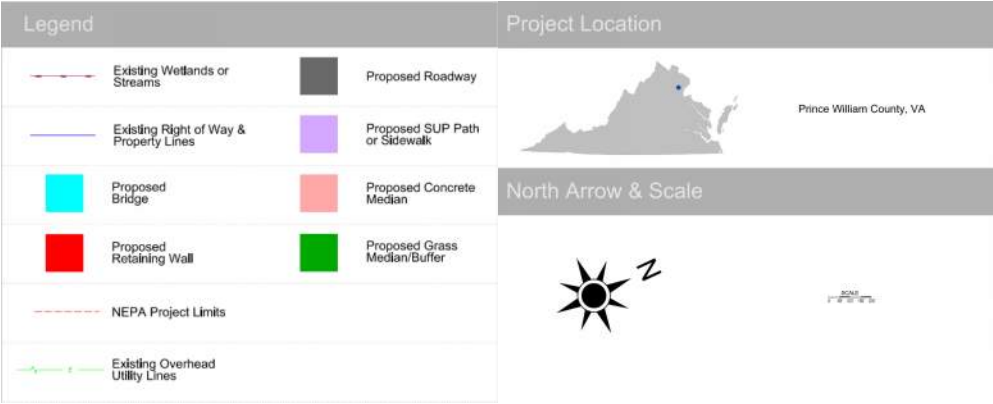 Legend
Existing Wetlands or
Streams
Proposed Roadway
Existing Right of Way &
Property Lines
Proposed SUP Path
or Sidewalk
Proposed
Bridge
Proposed Concrete
Median
Proposed
Retaining Wall
Proposed Grass
Median/Buffer
NEPA Project Limits
Existing Overhead
Utility Lines
Project Location
Prince William County, VA
North Arrow & Scale
N
SCALE